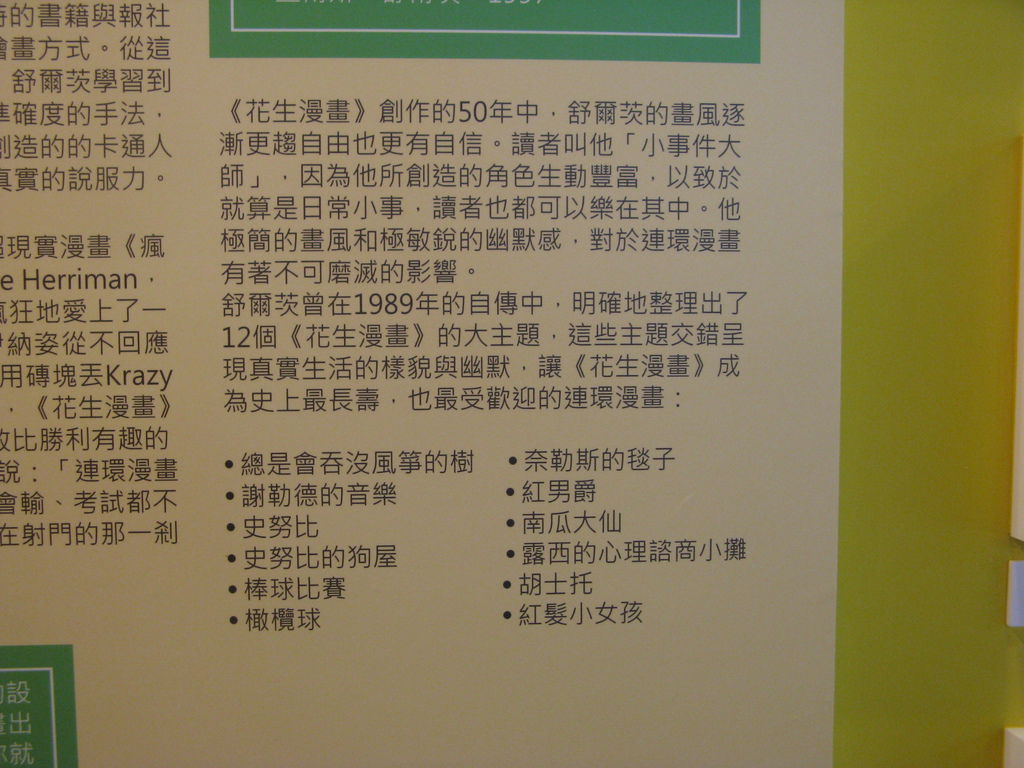 的書籍與報社
繪畫方式。從這
舒爾茨學習到
準確度的手法，
創造的的卡通人
真實的說服力。
超現實漫畫《瘋
e Herriman，
瘋狂地愛上了一
伊納姿從不回應
用磚塊丟Krazy
，《花生漫畫》
敗比勝利有趣的
說：「連環漫畫
會輸、考試都不
在射門的那一剎
設
畫出
你就
1997
《花生漫畫》創作的50年中，舒爾茨的畫風逐
漸更趨自由也更有自信。讀者叫他「小事件大
師」，因為他所創造的角色生動豐富，以致於
就算是日常小事，讀者也都可以樂在其中。他
極簡的畫風和極敏銳的幽默感，對於連環漫畫
有著不可磨滅的影響。
舒爾茨曾在1989年的自傳中，明確地整理出了
12個《花生漫畫》的大主題，這些主題交錯呈
現真實生活的樣貌與幽默，讓《花生漫畫》成
為史上最長壽，也最受歡迎的連環漫畫：
•總是會吞沒風箏的樹
•謝勒德的音樂
•史努比
•史努比的狗屋
•棒球比賽
•橄欖球
•奈勒斯的毯子
•紅男爵
•南瓜大仙
•露西的心理諮商小攤
•胡士托
•紅髮小女孩